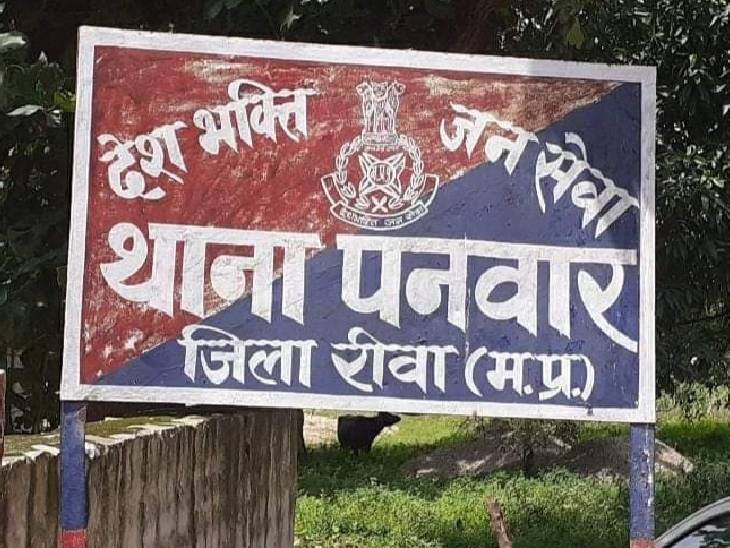 देश भक्ति जन सेवा
थाना पनवार
जिला रीवा (म.प्र.)